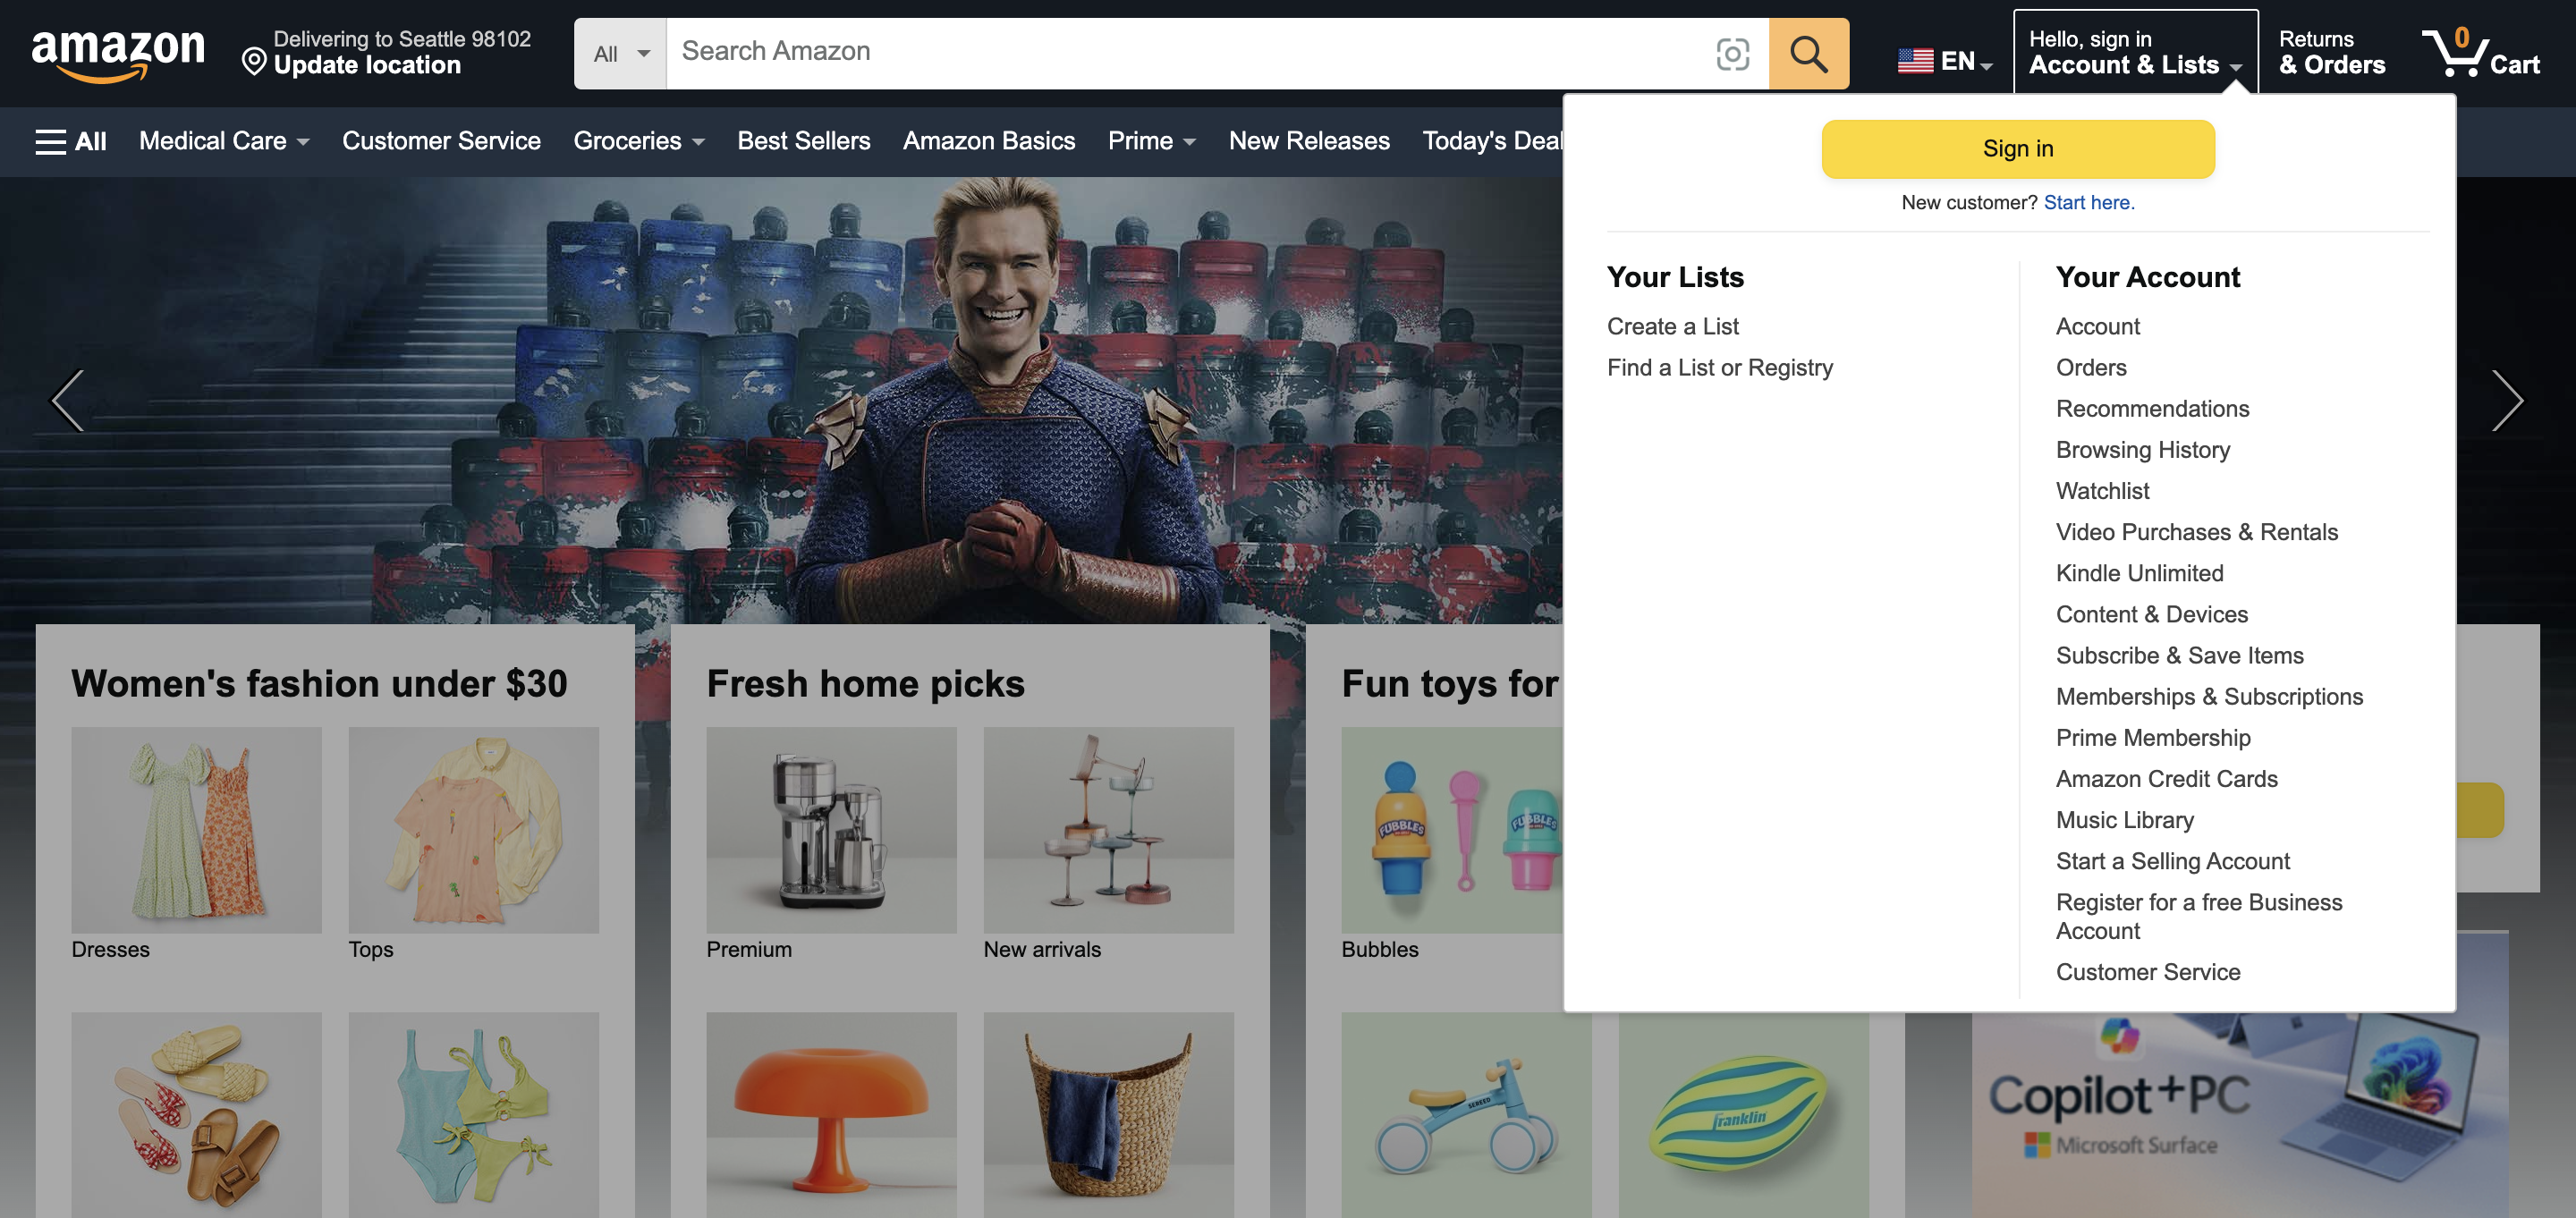 amazon
Delivering to Seattle 98102
Update location
All
Search Amazon
EN
Hello, sign in
Account & Lists
Returns
& Orders
0
Cart
All
Medical Care
Customer Service
Groceries
Best Sellers
Amazon Basics
Prime
New Releases
Today's Deal
Sign in
New customer? Start here.
Your Lists
Create a List
Find a List or Registry
Your Account
Account
Orders
Recommendations
Browsing History
Watchlist
Video Purchases & Rentals
Kindle Unlimited
Content & Devices
Subscribe & Save Items
Memberships & Subscriptions
Prime Membership
Amazon Credit Cards
Music Library
Start a Selling Account
Register for a free Business
Account
Customer Service
Women's fashion under $30
Dresses
Tops
Fresh home picks
Premium
New arrivals
Fun toys for
FUBBLES
FUBBLES
Bubbles
SEREED
Franklin
Copilot+PC
Microsoft Surface